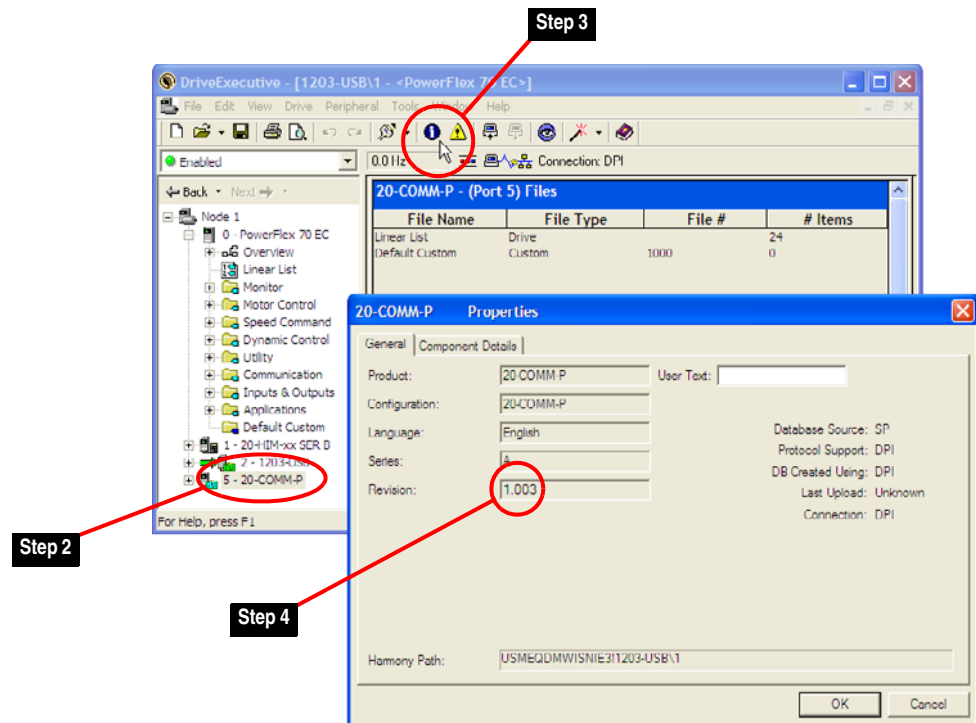 Step 3
DriveExecutive - [1203-USB\1 - <PowerFlex 70 EC>]
File Edit View Drive Peripheral Tools Window Help
Enabled
0.0 Hz
Connection: DPI
Back Next
20-COMM-P - (Port 5) Files
File Name File Type File # # Items
Linear List Drive 24
Default Custom Custom 1000 0
Node 1
0 - PowerFlex 70 EC
Overview
Linear List
Monitor
Motor Control
Speed Command
Dynamic Control
Utility
Communication
Inputs & Outputs
Applications
Default Custom
1 - 20-HIM-xx SER B
2 - 1203-USB
5 - 20-COMM-P
For Help, press F1
Step 2
20-COMM-P Properties
General Component Details
Product: 20-COMM-P User Text:
Configuration: 20-COMM-P
Language: English
Series: A
Revision: 1.003
Database Source: SP
Protocol Support: DPI
DB Created Using: DPI
Last Upload: Unknown
Connection: DPI
Step 4
Harmony Path: USMEQDMWISNIE3!1203-USB\1
OK Cancel